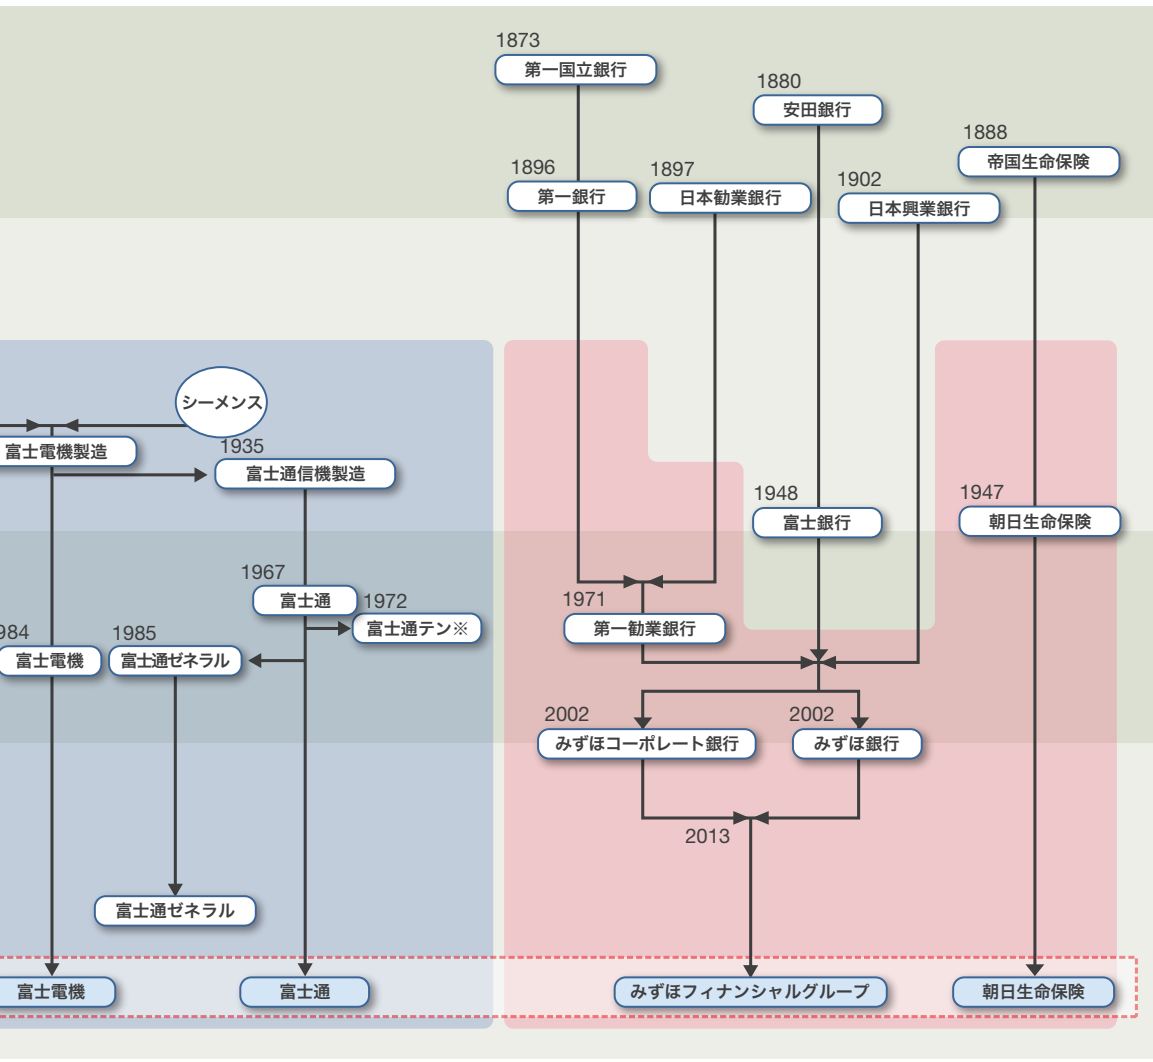 1873
第一国立銀行
1880
安田銀行
1888
帝国生命保険
1896
第一銀行
1897
日本勧業銀行
1902
日本興業銀行
シーメンス
富士電機製造
1935
富士通信機製造
1948
富士銀行
1947
朝日生命保険
1967
富士通
1972
富士通テン※
1971
第一勧業銀行
984
富士電機
1985
富士通ゼネラル
2002
みずほコーポレート銀行
2002
みずほ銀行
2013
富士通ゼネラル
富士電機
富士通
みずほフィナンシャルグループ
朝日生命保険